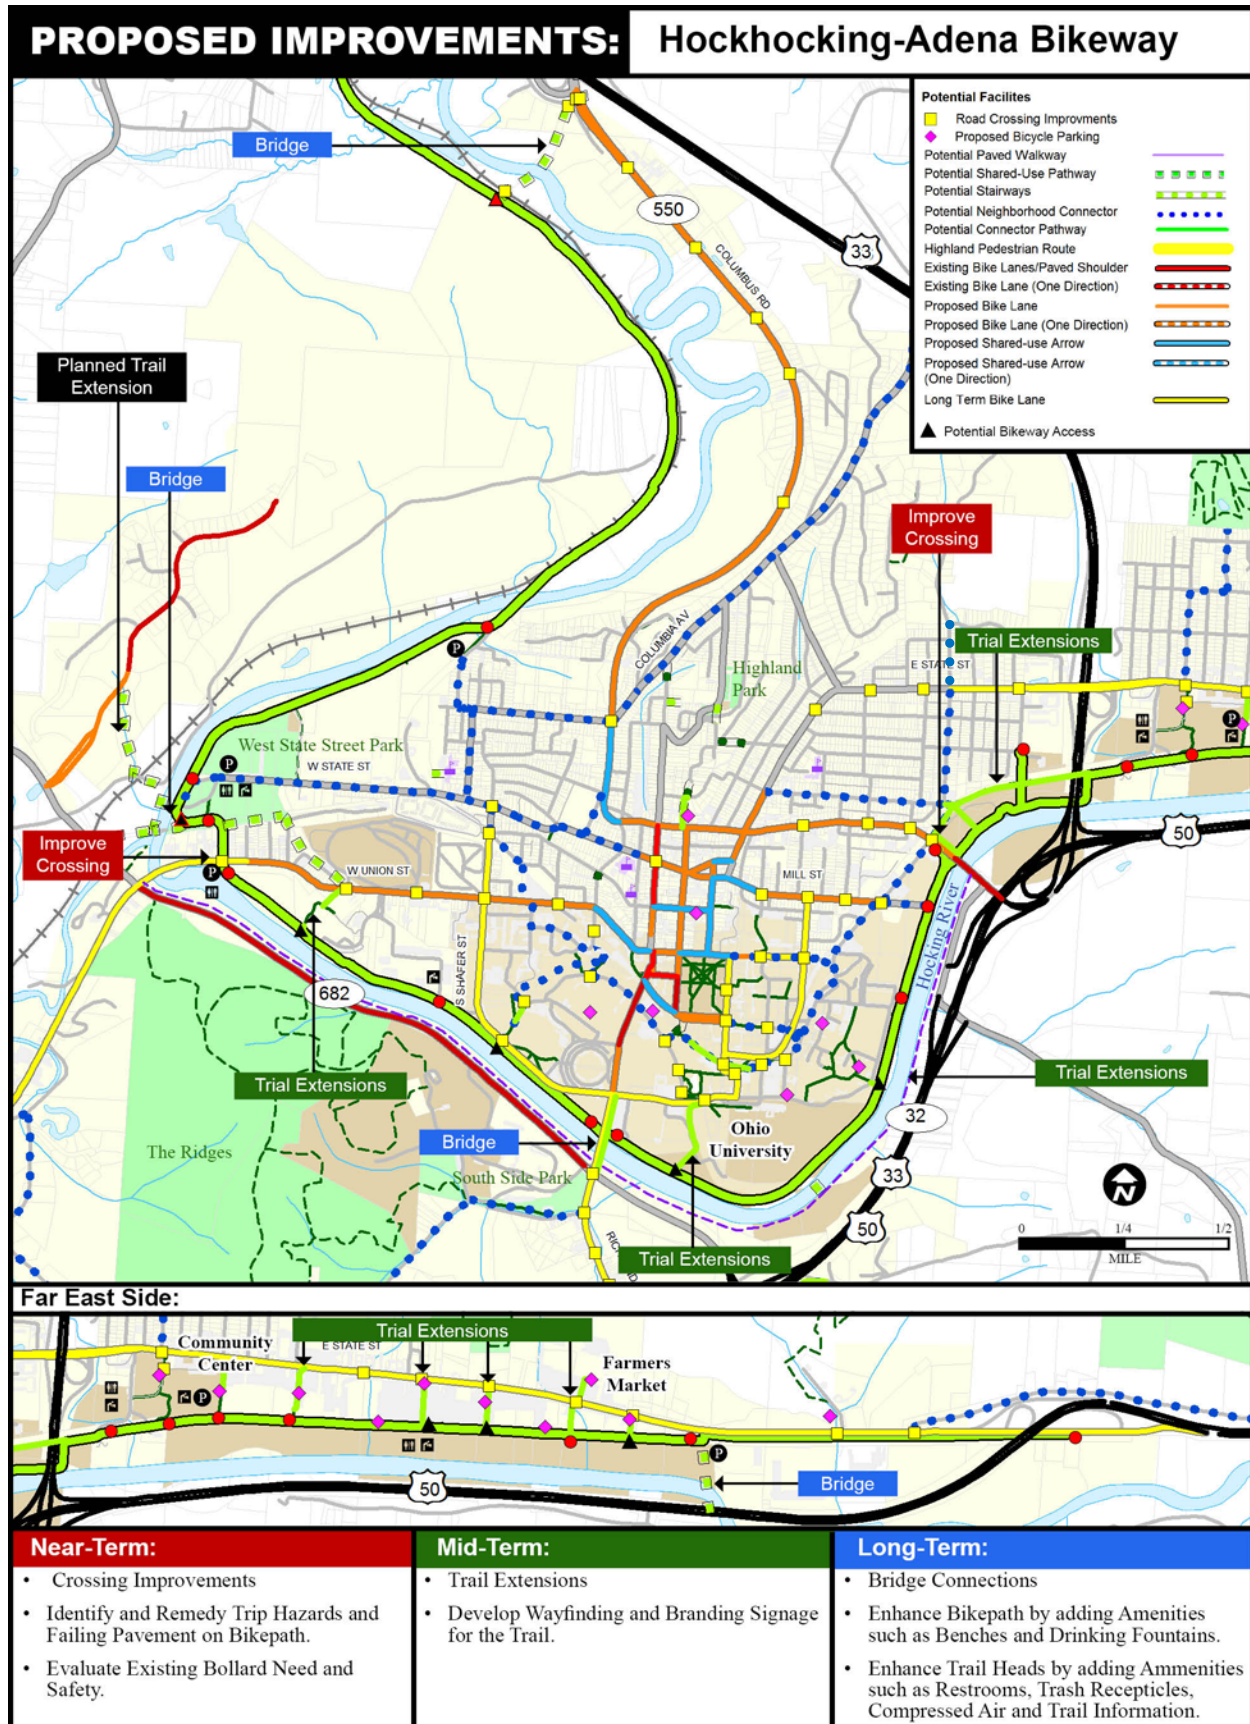 PROPOSED IMPROVEMENTS:
Hockhocking-Adena Bikeway
Potential Facilites
Road Crossing Improvments
Proposed Bicycle Parking
Potential Paved Walkway
Potential Shared-Use Pathway
Potential Stairways
Potential Neighborhood Connector
Potential Connector Pathway
Highland Pedestrian Route
Existing Bike Lanes/Paved Shoulder
Existing Bike Lane (One Direction)
Proposed Bike Lane
Proposed Bike Lane (One Direction)
Proposed Shared-use Arrow
Proposed Shared-use Arrow
(One Direction)
Long Term Bike Lane
Potential Bikeway Access
Bridge
550
33
COLUMBUS RD
Planned Trail
Extension
Bridge
Improve
Crossing
COLUMBIA AV
P
Trial Extensions
E STATE ST
Highland
Park
P
West State Street Park
W STATE ST
P
50
Improve
Crossing
P
W UNION ST
MILL ST
Hocking River
S SHAFER ST
682
Trial Extensions
Trial Extensions
32
Bridge
Ohio
University
The Ridges
South Side Park
33
N
50
0
1/4
1/2
MILE
Trial Extensions
RICH
D
Far East Side:
Trial Extensions
E STATE ST
Community
Center
Farmers
Market
P
P
Bridge
50
Near-Term:
• Crossing Improvements
• Identify and Remedy Trip Hazards and
Failing Pavement on Bikepath.
• Evaluate Existing Bollard Need and
Safety.
Mid-Term:
• Trail Extensions
• Develop Wayfinding and Branding Signage
for the Trail.
Long-Term:
• Bridge Connections
• Enhance Bikepath by adding Amenities
such as Benches and Drinking Fountains.
• Enhance Trail Heads by adding Ammenities
such as Restrooms, Trash Recepticles,
Compressed Air and Trail Information.